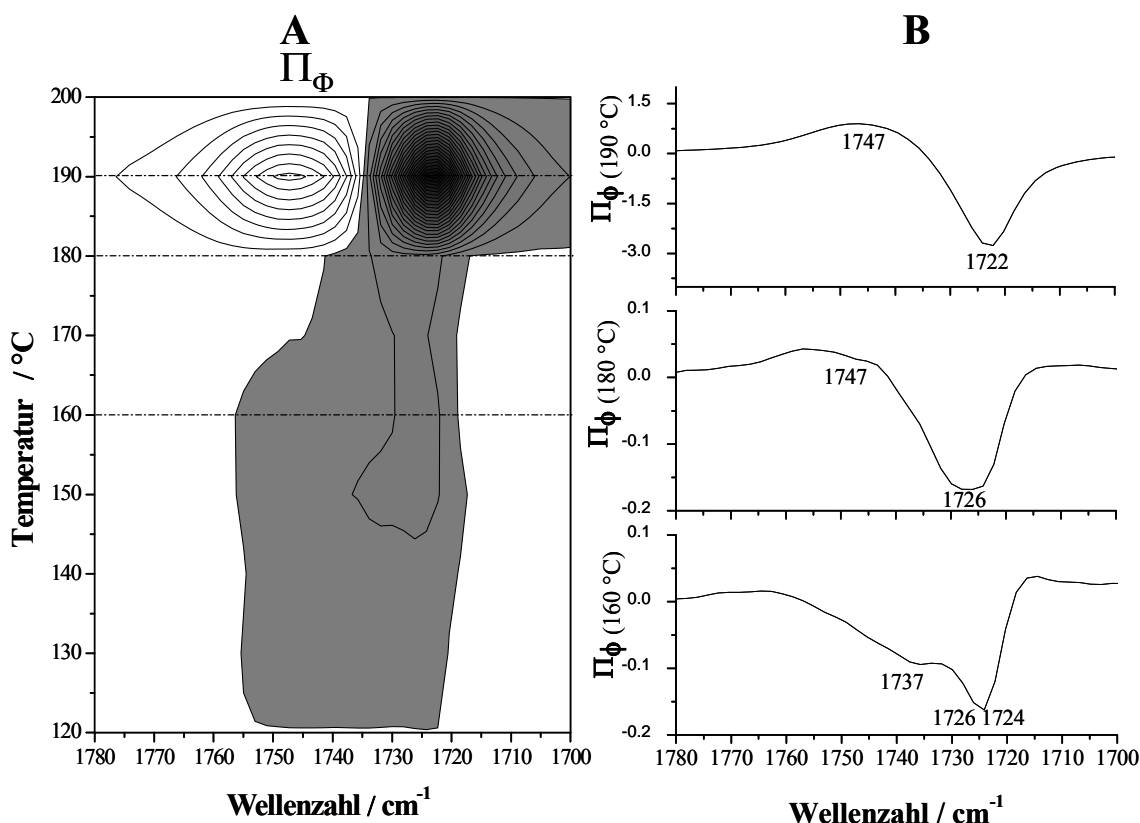 A
Π_Φ
200
190
180
170
160
150
140
130
120
Temperatur / °C
1780 1770 1760 1750 1740 1730 1720 1710 1700
Wellenzahl / cm⁻¹
B
1.5
0.0
-1.5
-3.0
Π_ϕ (190 °C)
1747
1722
0.1
0.0
-0.1
-0.2
Π_ϕ (180 °C)
1747
1726
0.1
0.0
-0.1
-0.2
Π_ϕ (160 °C)
1737
1726 1724
1780 1770 1760 1750 1740 1730 1720 1710 1700
Wellenzahl / cm⁻¹